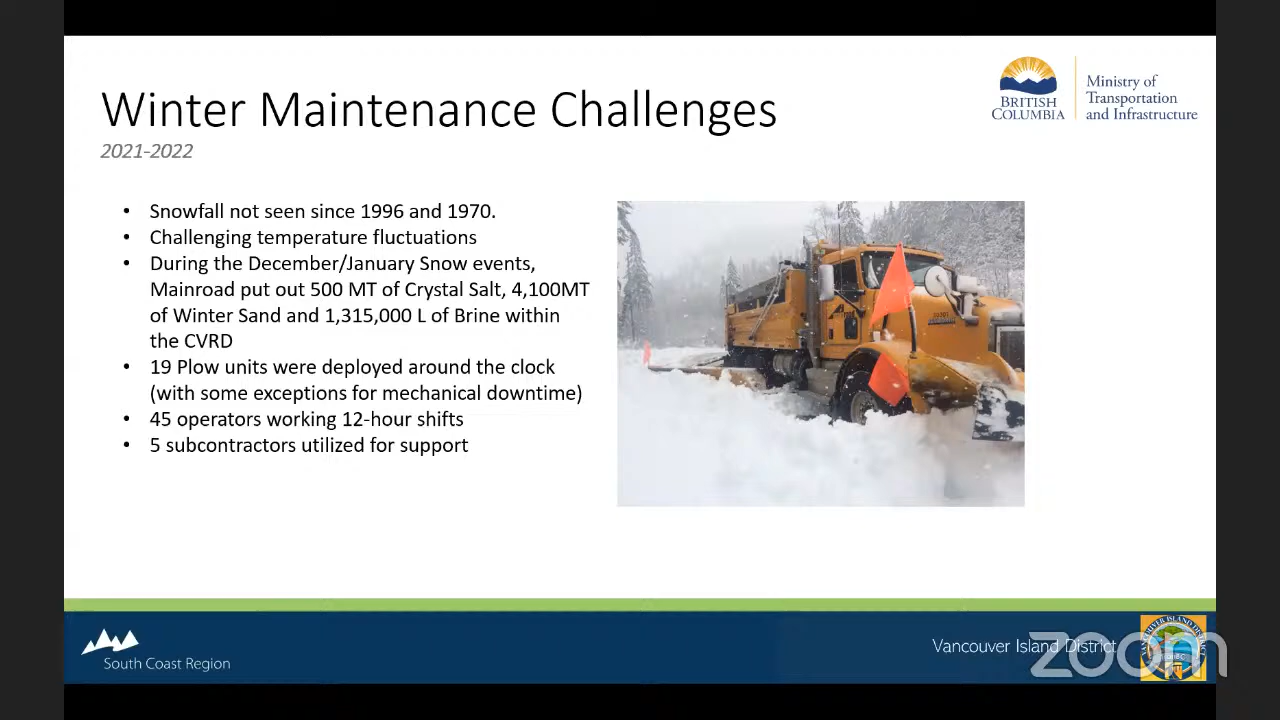 Winter Maintenance Challenges
2021-2022
BRITISH
COLUMBIA
Ministry of
Transportation
and Infrastructure
• Snowfall not seen since 1996 and 1970.
• Challenging temperature fluctuations
• During the December/January Snow events,
Mainroad put out 500 MT of Crystal Salt, 4,100MT
of Winter Sand and 1,315,000 L of Brine within
the CVRD
• 19 Plow units were deployed around the clock
(with some exceptions for mechanical downtime)
• 45 operators working 12-hour shifts
• 5 subcontractors utilized for support
South Coast Region
Vancouver Island District
zoom